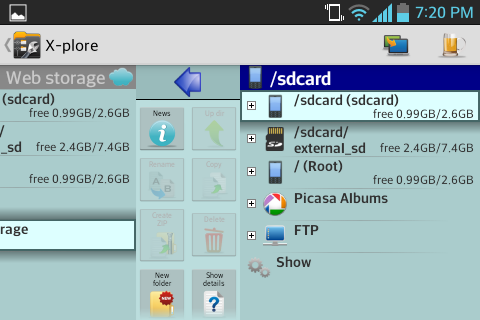 7:20 PM
X-plore
Web storage
(sdcard)
free 0.99GB/2.6GB
/
_sd free 2.4GB/7.4GB
free 0.99GB/2.6GB
rage
News
Up dir
Rename
Copy
Create ZIP
Delete
New folder
NEW
Show details
/sdcard
/sdcard (sdcard)
free 0.99GB/2.6GB
/sdcard/
external_sd free 2.4GB/7.4GB
/ (Root)
free 0.99GB/2.6GB
Picasa Albums
FTP
Show